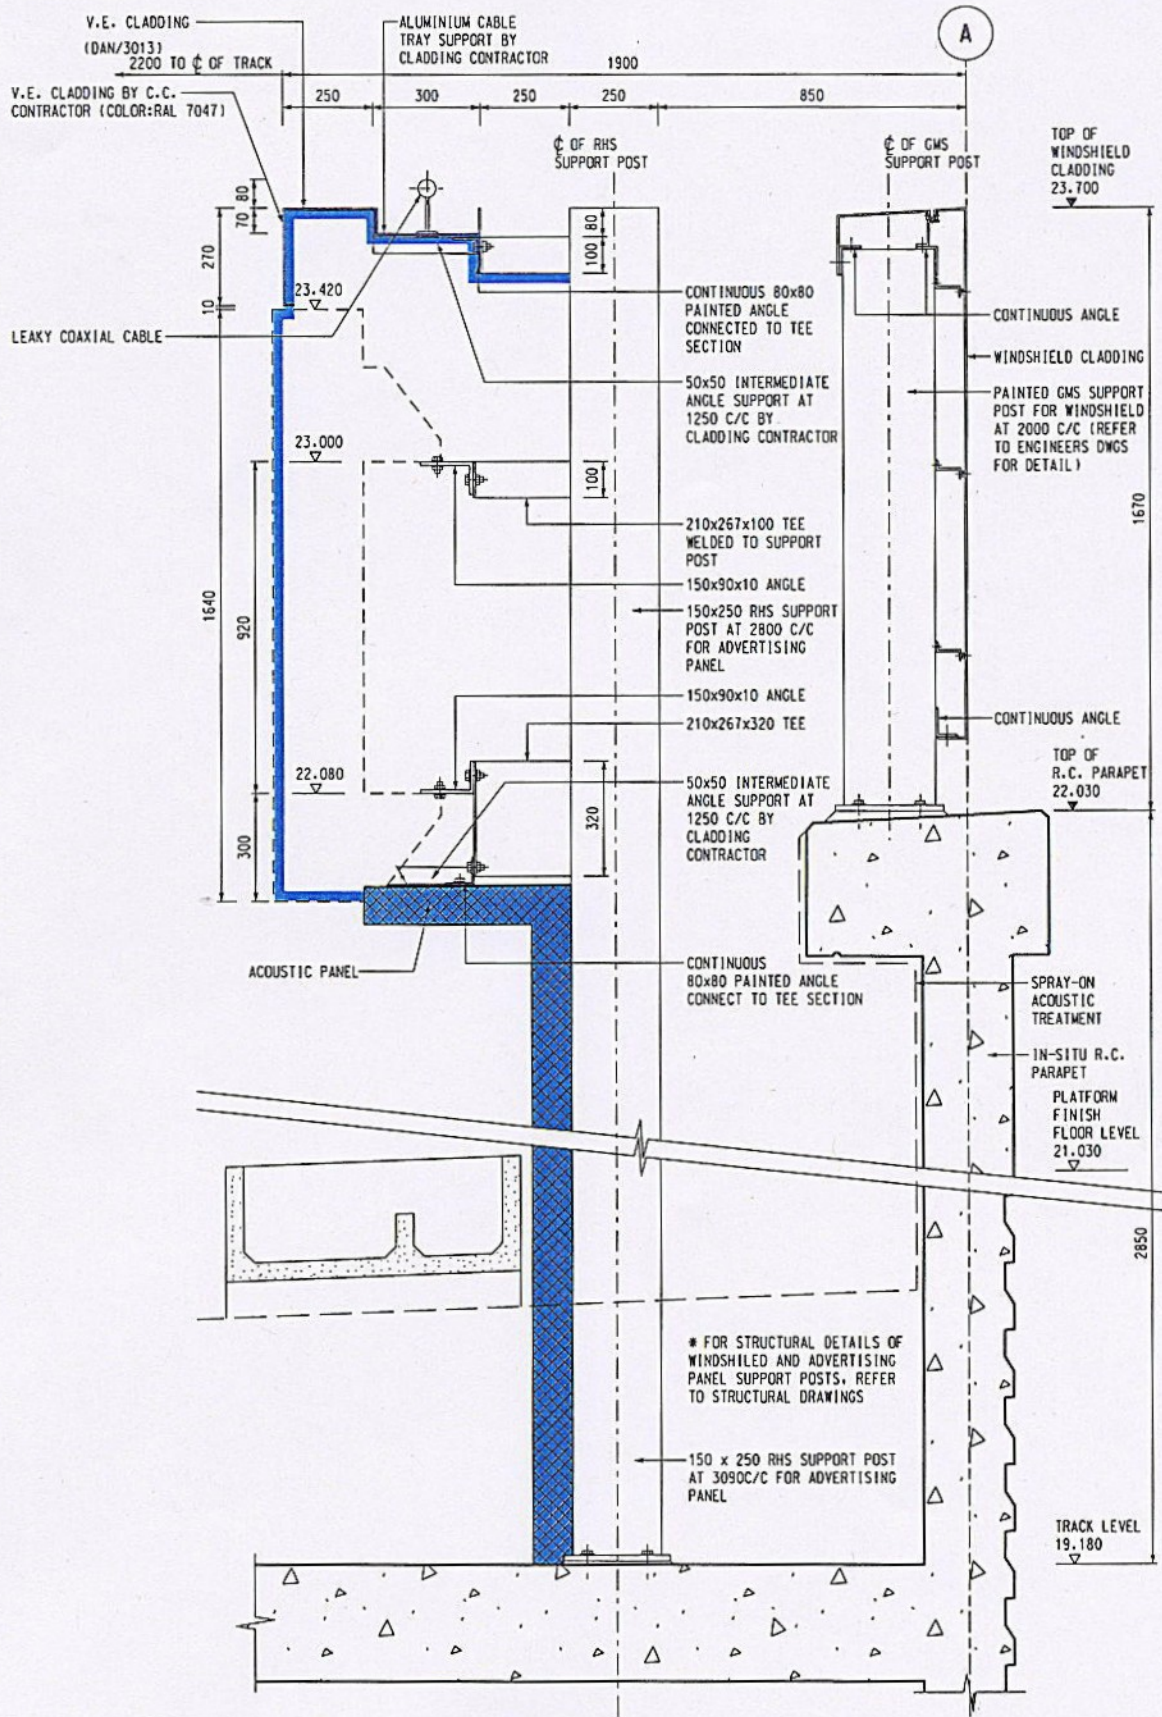 V.E. CLADDING
(DAN/3013)
2200 TO ℄ OF TRACK
V.E. CLADDING BY C.C.
CONTRACTOR (COLOR:RAL 7047)
ALUMINIUM CABLE
TRAY SUPPORT BY
CLADDING CONTRACTOR
1900
A
250
300
250
250
850
℄ OF RHS
SUPPORT POST
℄ OF GMS
SUPPORT POST
TOP OF
WINDSHIELD
CLADDING
23.700
80
70
270
10
80
100
23.420
LEAKY COAXIAL CABLE
CONTINUOUS 80x80
PAINTED ANGLE
CONNECTED TO TEE
SECTION
CONTINUOUS ANGLE
WINDSHIELD CLADDING
50x50 INTERMEDIATE
ANGLE SUPPORT AT
1250 C/C BY
CLADDING CONTRACTOR
PAINTED GMS SUPPORT
POST FOR WINDSHIELD
AT 2000 C/C (REFER
TO ENGINEERS DWGS
FOR DETAIL)
23.000
100
1670
210x267x100 TEE
WELDED TO SUPPORT
POST
150x90x10 ANGLE
1640
920
150x250 RHS SUPPORT
POST AT 2800 C/C
FOR ADVERTISING
PANEL
150x90x10 ANGLE
210x267x320 TEE
CONTINUOUS ANGLE
22.080
TOP OF
R.C. PARAPET
22.030
50x50 INTERMEDIATE
ANGLE SUPPORT AT
1250 C/C BY
CLADDING
CONTRACTOR
320
300
ACOUSTIC PANEL
CONTINUOUS
80x80 PAINTED ANGLE
CONNECT TO TEE SECTION
SPRAY-ON
ACOUSTIC
TREATMENT
IN-SITU R.C.
PARAPET
PLATFORM
FINISH
FLOOR LEVEL
21.030
2850
* FOR STRUCTURAL DETAILS OF
WINDSHILED AND ADVERTISING
PANEL SUPPORT POSTS, REFER
TO STRUCTURAL DRAWINGS
150 x 250 RHS SUPPORT POST
AT 3090C/C FOR ADVERTISING
PANEL
TRACK LEVEL
19.180